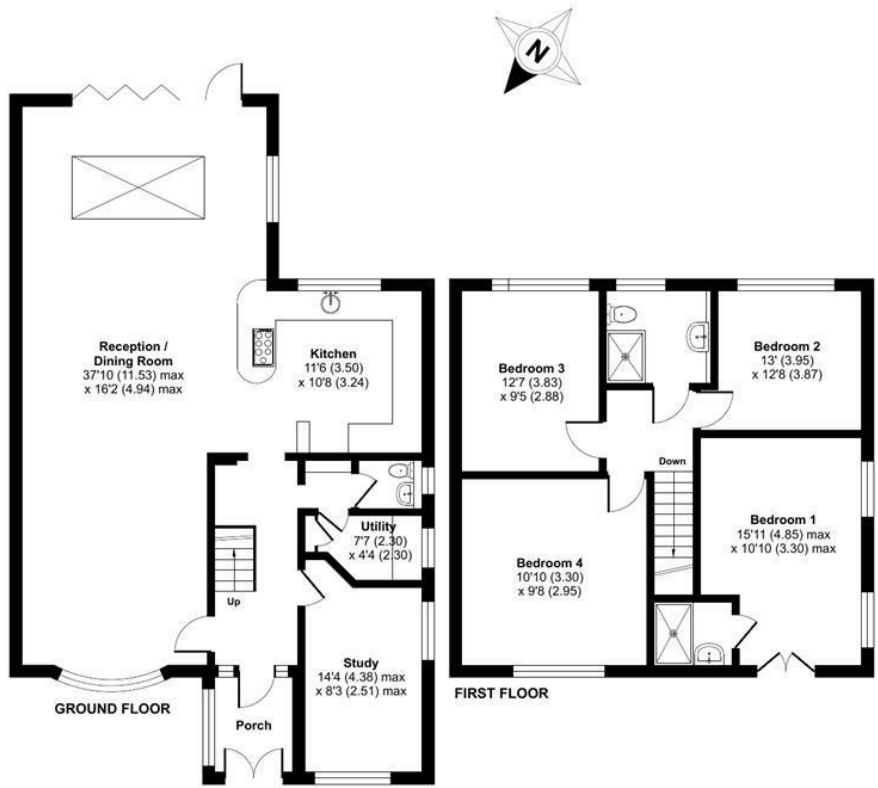 N
Reception /
Dining Room
37'10 (11.53) max
x 16'2 (4.94) max
Kitchen
11'6 (3.50)
x 10'8 (3.24)
Utility
7'7 (2.30)
x 4'4 (2.30)
Up
Study
14'4 (4.38) max
x 8'3 (2.51) max
Porch
GROUND FLOOR
Bedroom 3
12'7 (3.83)
x 9'5 (2.88)
Bedroom 2
13' (3.95)
x 12'8 (3.87)
Down
Bedroom 1
15'11 (4.85) max
x 10'10 (3.30) max
Bedroom 4
10'10 (3.30)
x 9'8 (2.95)
FIRST FLOOR